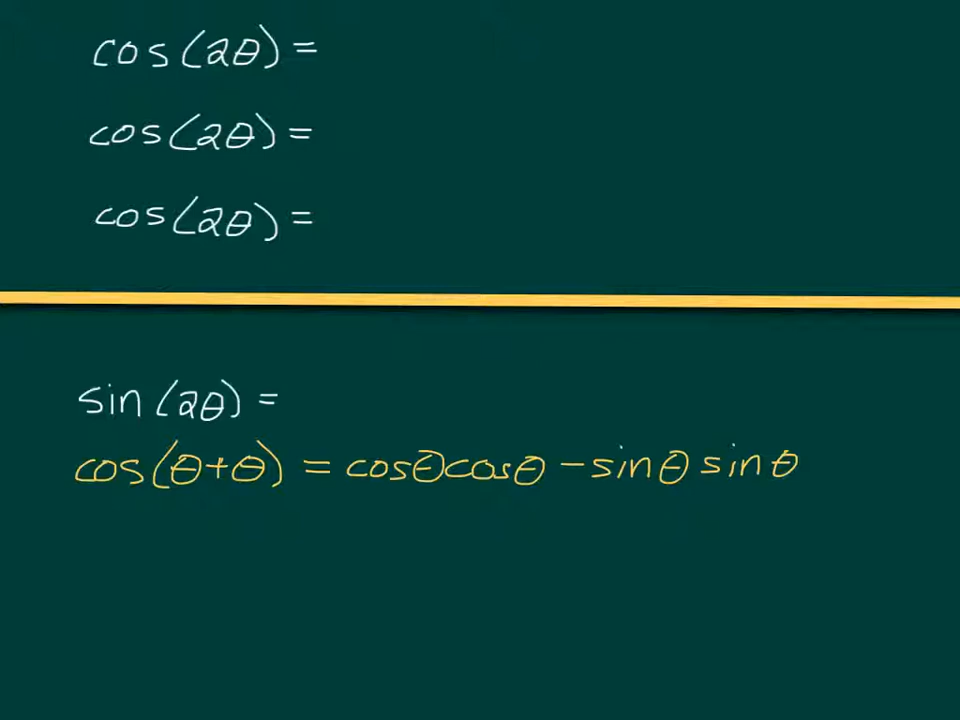 cos(2θ)=
cos(2θ)=
cos(2θ)=
sin(2θ)=
cos(θ+θ) = cosθcosθ -sinθ sinθ